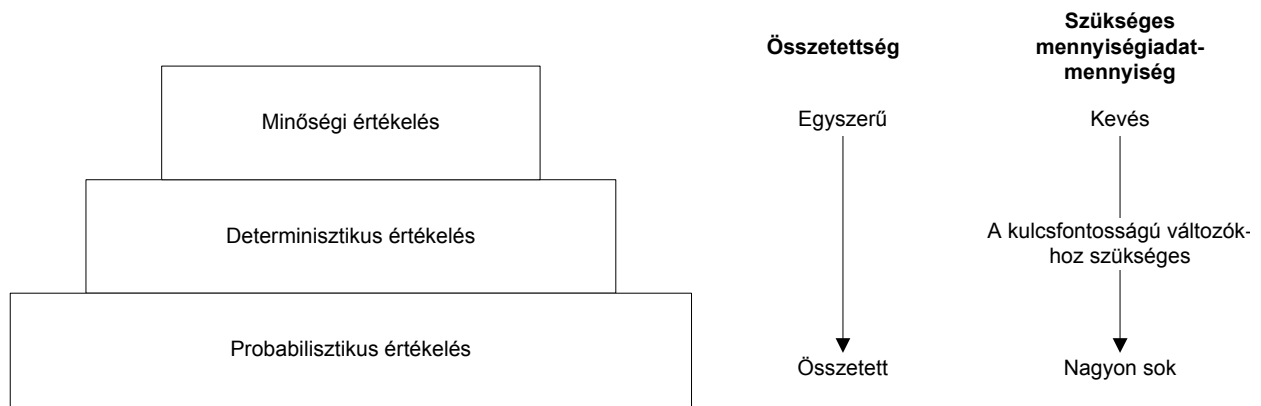 Összetettség
Szükséges
mennyiségiadat-
mennyiség
Minőségi értékelés
Egyszerű
Kevés
Determinisztikus értékelés
A kulcsfontosságú változók-
hoz szükséges
Probabilisztikus értékelés
Összetett
Nagyon sok